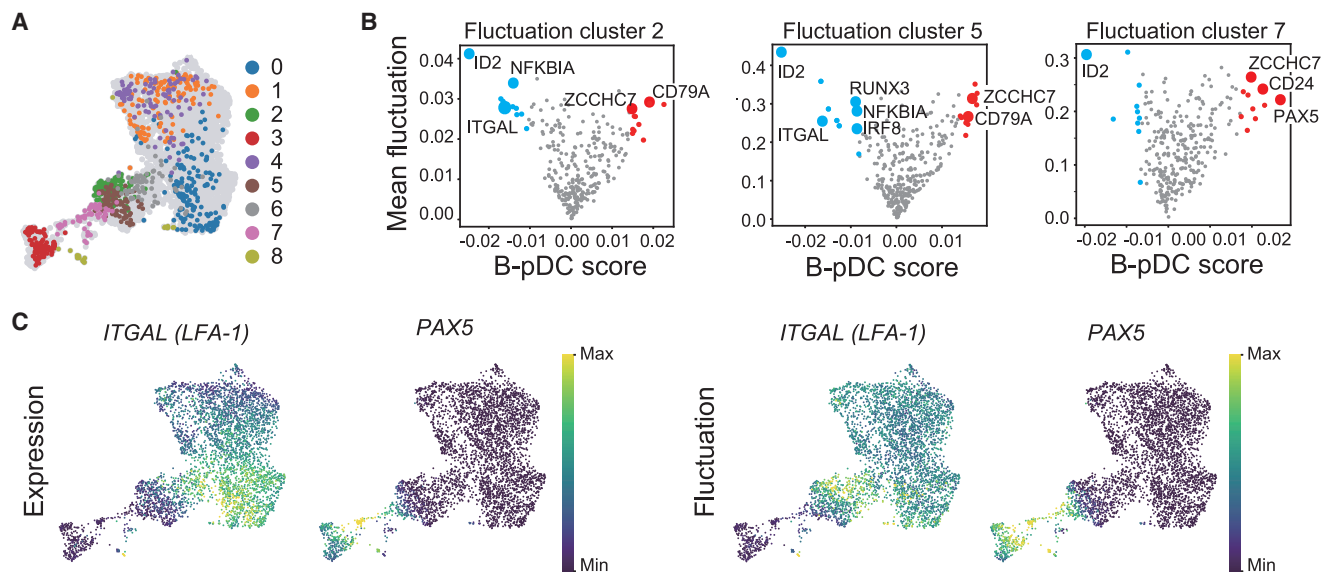 A
0
1
2
3
4
5
6
7
8
B
Mean fluctuation
Fluctuation cluster 2
0.04
0.03
0.02
0.01
0.00
ID2
NFKBIA
ZCCHC7
CD79A
ITGAL
-0.02 0.00 0.02
B-pDC score
Fluctuation cluster 5
0.4
0.3
0.2
0.1
0.0
ID2
RUNX3
NFKBIA
IRF8
ITGAL
ZCCHC7
CD79A
-0.02 -0.01 0.00 0.01
B-pDC score
Fluctuation cluster 7
0.3
0.2
0.1
0.0
ID2
ZCCHC7
CD24
PAX5
-0.02 -0.01 0.00 0.01 0.02
B-pDC score
C
Expression
ITGAL (LFA-1)
PAX5
Max
Min
Fluctuation
ITGAL (LFA-1)
PAX5
Max
Min